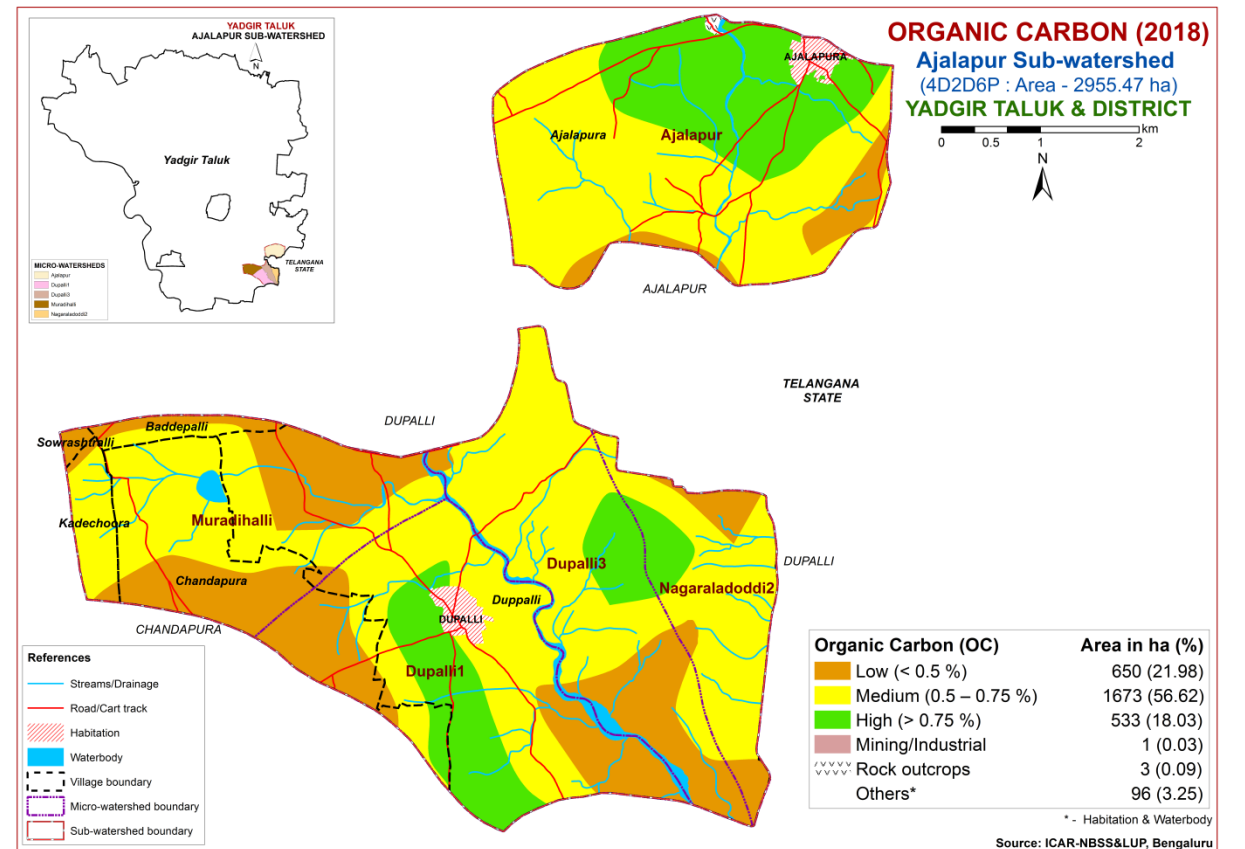 YADGIR TALUK
AJALAPUR SUB-WATERSHED
N
Yadgir Taluk
TELANGANA
STATE
MICRO-WATERSHEDS
Ajalapur
Dupalli1
Dupalli3
Muradihalli
Nagaraladoddi2
ORGANIC CARBON (2018)
Ajalapur Sub-watershed
(4D2D6P : Area - 2955.47 ha)
YADGIR TALUK & DISTRICT
km
0 0.5 1 2
N
AJALAPURA
Ajalapura
Ajalapur
AJALAPUR
TELANGANA
STATE
DUPALLI
Baddepalli
Sowrashtralli
Kadechoora
Muradihalli
Chandapura
CHANDAPURA
Dupalli3
DUPALLI
Nagaraladoddi2
Duppalli
DUPALLI
Dupalli1
References
Streams/Drainage
Road/Cart track
Habitation
Waterbody
Village boundary
Micro-watershed boundary
Sub-watershed boundary
Organic Carbon (OC) Area in ha (%)
Low (< 0.5 %) 650 (21.98)
Medium (0.5 – 0.75 %) 1673 (56.62)
High (> 0.75 %) 533 (18.03)
Mining/Industrial 1 (0.03)
Rock outcrops 3 (0.09)
Others* 96 (3.25)
* - Habitation & Waterbody
Source: ICAR-NBSS&LUP, Bengaluru